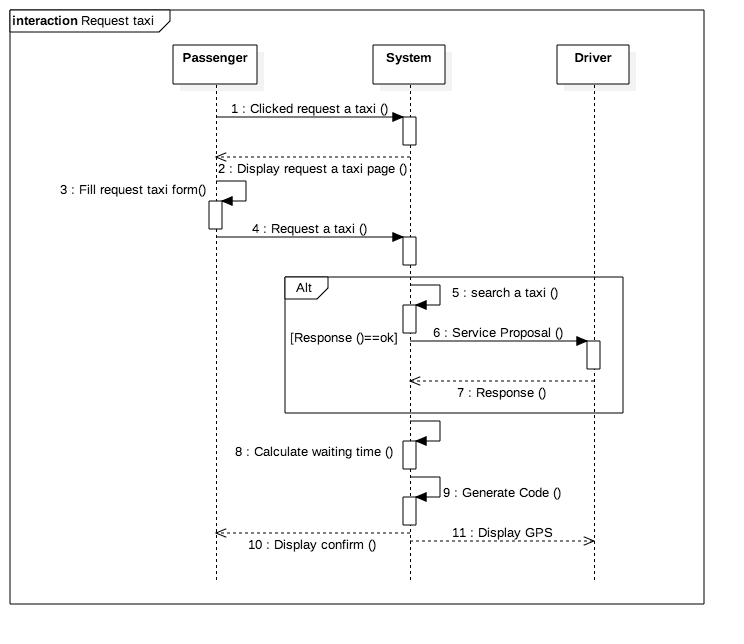 interaction Request taxi
Passenger
System
Driver
1 : Clicked request a taxi ()
2 : Display request a taxi page ()
3 : Fill request taxi form()
4 : Request a taxi ()
Alt
5 : search a taxi ()
[Response ()==ok]
6 : Service Proposal ()
7 : Response ()
8 : Calculate waiting time ()
9 : Generate Code ()
10 : Display confirm ()
11 : Display GPS